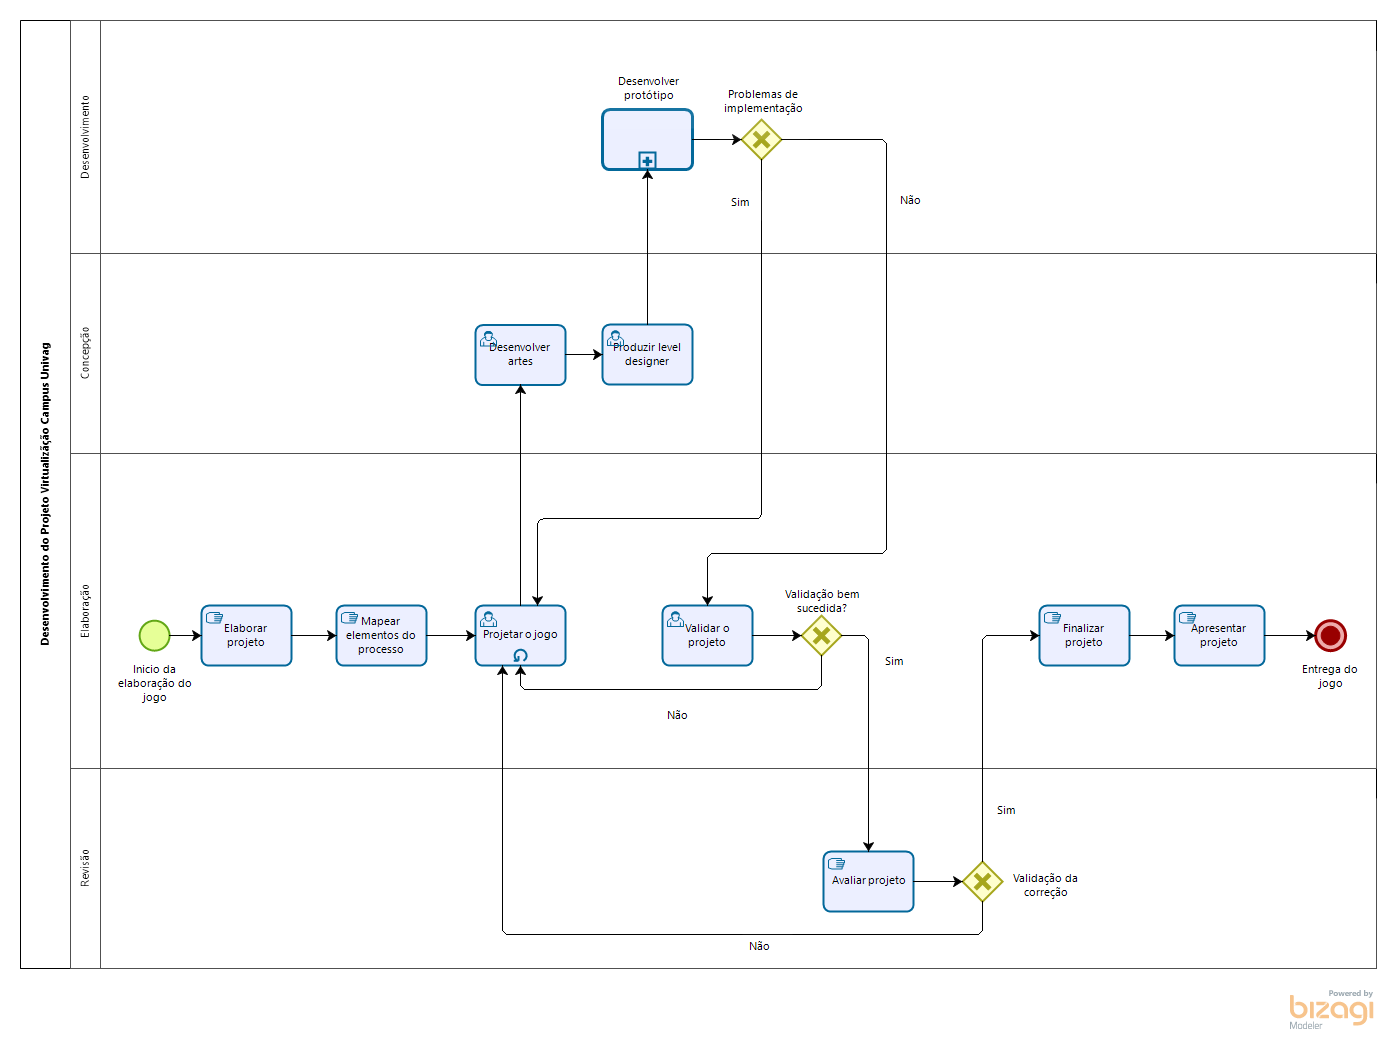 Desenvolvimento do Projeto Virtualizãção Campus Univag
Desenvolvimento
Desenvolver
protótipo
Problemas de
implementação
Sim
Não
Concepção
Desenvolver
artes
Produzir level
designer
Elaboração
Inicio da
elaboração do
jogo
Elaborar
projeto
Mapear
elementos do
processo
Projetar o jogo
Validar o
projeto
Validação bem
sucedida?
Sim
Não
Finalizar
projeto
Apresentar
projeto
Entrega do
jogo
Revisão
Avaliar projeto
Sim
Validação da
correção
Não
Powered by
bizagi
Modeler